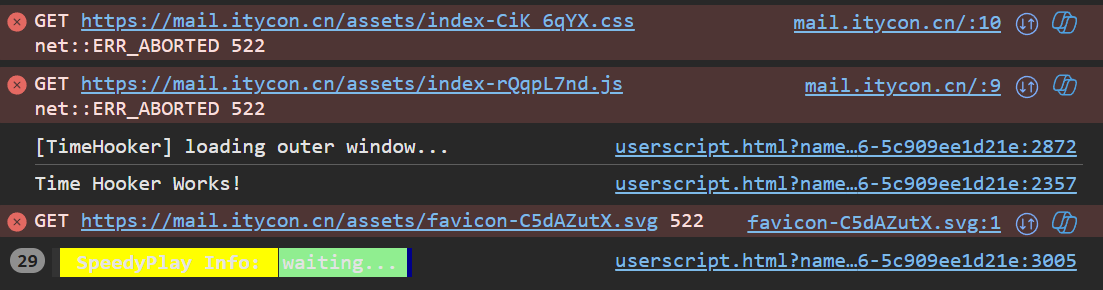 GET https://mail.itycon.cn/assets/index-CiK_6qYX.css mail.itycon.cn/:10
net::ERR_ABORTED 522
GET https://mail.itycon.cn/assets/index-rQqpL7nd.js mail.itycon.cn/:9
net::ERR_ABORTED 522
[TimeHooker] loading outer window... userscript.html?name…6-5c909ee1d21e:2872
Time Hooker Works! userscript.html?name…6-5c909ee1d21e:2357
GET https://mail.itycon.cn/assets/favicon-C5dAZutX.svg 522 favicon-C5dAZutX.svg:1
29 SpeedyPlay Info: waiting... userscript.html?name…6-5c909ee1d21e:3005